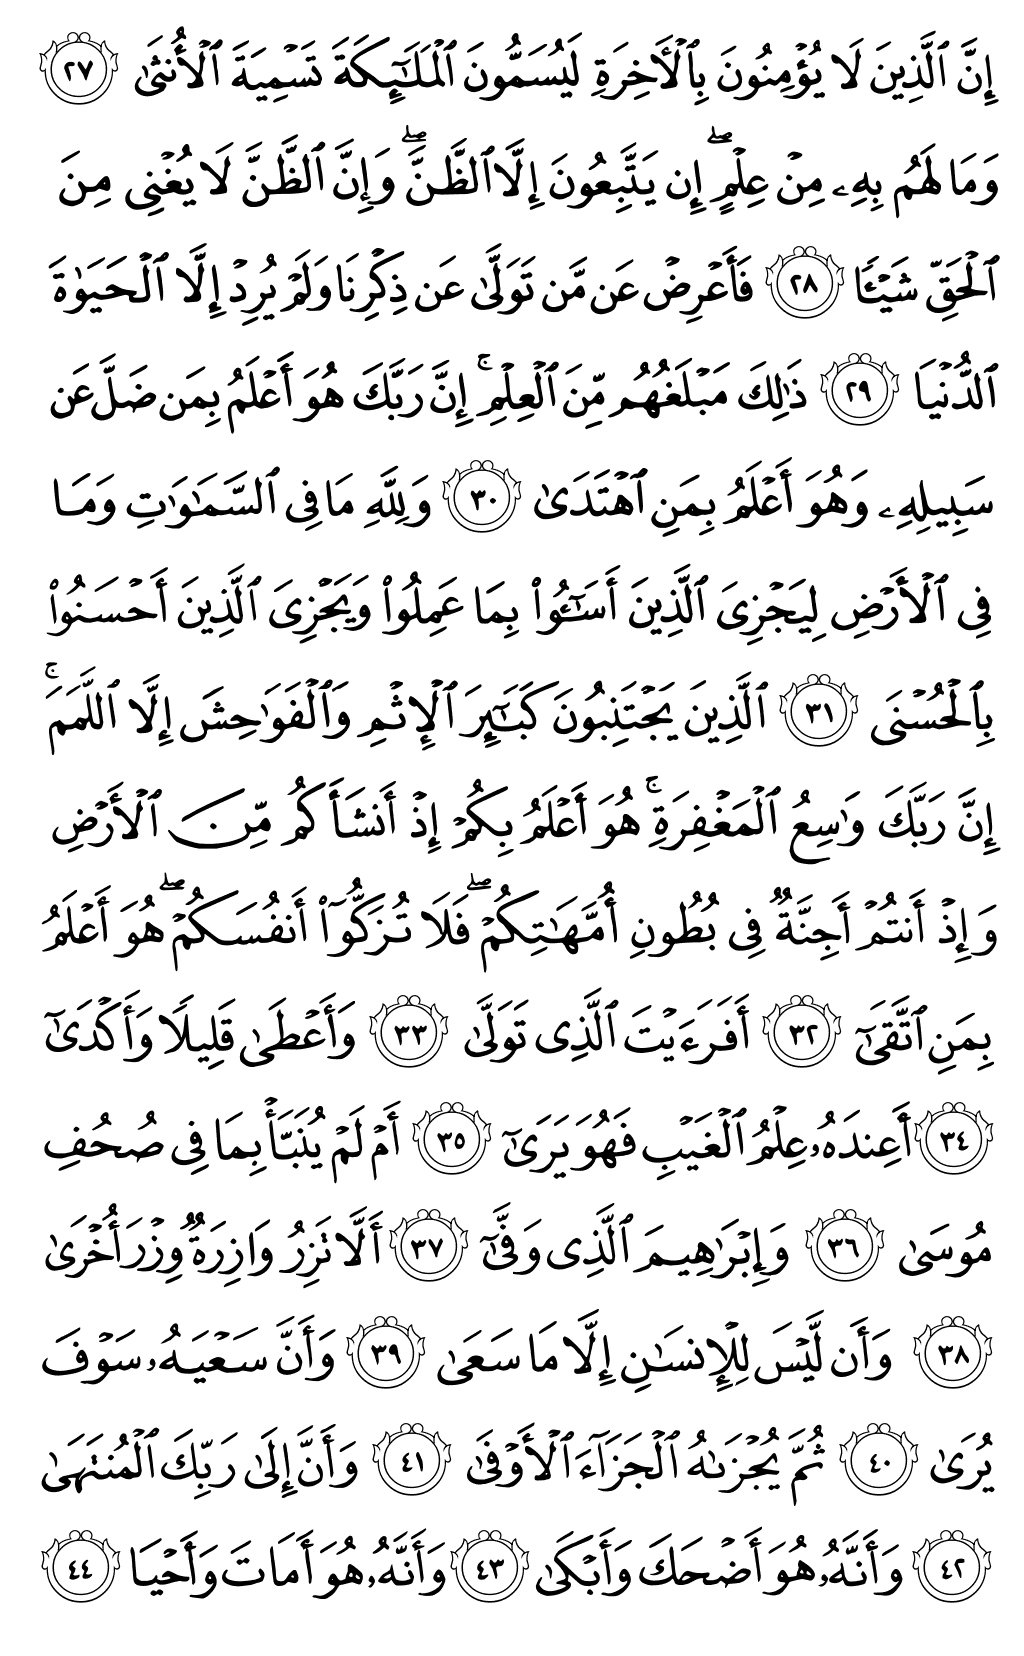 إِنَّ ٱلَّذِينَ لَا يُؤۡمِنُونَ بِٱلۡأٓخِرَةِ لَيُسَمُّونَ ٱلۡمَلَٰٓئِكَةَ تَسۡمِيَةَ ٱلۡأُنثَىٰ ٢٧
وَمَا لَهُم بِهِۦ مِنۡ عِلۡمٍۖ إِن يَتَّبِعُونَ إِلَّا ٱلظَّنَّۖ وَإِنَّ ٱلظَّنَّ لَا يُغۡنِى مِنَ
ٱلۡحَقِّ شَيۡـٔٗا ٢٨ فَأَعۡرِضۡ عَن مَّن تَوَلَّىٰ عَن ذِكۡرِنَا وَلَمۡ يُرِدۡ إِلَّا ٱلۡحَيَوٰةَ
ٱلدُّنۡيَا ٢٩ ذَٰلِكَ مَبۡلَغُهُم مِّنَ ٱلۡعِلۡمِۚ إِنَّ رَبَّكَ هُوَ أَعۡلَمُ بِمَن ضَلَّ عَن
سَبِيلِهِۦ وَهُوَ أَعۡلَمُ بِمَنِ ٱهۡتَدَىٰ ٣٠ وَلِلَّهِ مَا فِى ٱلسَّمَٰوَٰتِ وَمَا
فِى ٱلۡأَرۡضِ لِيَجۡزِىَ ٱلَّذِينَ أَسَٰٓـُٔواْ بِمَا عَمِلُواْ وَيَجۡزِىَ ٱلَّذِينَ أَحۡسَنُواْ
بِٱلۡحُسۡنَى ٣١ ٱلَّذِينَ يَجۡتَنِبُونَ كَبَٰٓئِرَ ٱلۡإِثۡمِ وَٱلۡفَوَٰحِشَ إِلَّا ٱللَّمَمَۚ
إِنَّ رَبَّكَ وَٰسِعُ ٱلۡمَغۡفِرَةِۚ هُوَ أَعۡلَمُ بِكُمۡ إِذۡ أَنشَأَكُم مِّنَ ٱلۡأَرۡضِ
وَإِذۡ أَنتُمۡ أَجِنَّةٞ فِى بُطُونِ أُمَّهَٰتِكُمۡۖ فَلَا تُزَكُّوٓاْ أَنفُسَكُمۡۖ هُوَ أَعۡلَمُ
بِمَنِ ٱتَّقَىٰٓ ٣٢ أَفَرَءَيۡتَ ٱلَّذِى تَوَلَّىٰ ٣٣ وَأَعۡطَىٰ قَلِيلٗا وَأَكۡدَىٰٓ
٣٤ أَعِندَهُۥ عِلۡمُ ٱلۡغَيۡبِ فَهُوَ يَرَىٰٓ ٣٥ أَمۡ لَمۡ يُنَبَّأۡ بِمَا فِى صُحُفِ
مُوسَىٰ ٣٦ وَإِبۡرَٰهِيمَ ٱلَّذِى وَفَّىٰٓ ٣٧ أَلَّا تَزِرُ وَازِرَةٞ وِزۡرَ أُخۡرَىٰ
٣٨ وَأَن لَّيۡسَ لِلۡإِنسَٰنِ إِلَّا مَا سَعَىٰ ٣٩ وَأَنَّ سَعۡيَهُۥ سَوۡفَ
يُرَىٰ ٤٠ ثُمَّ يُجۡزَىٰهُ ٱلۡجَزَآءَ ٱلۡأَوۡفَىٰ ٤١ وَأَنَّ إِلَىٰ رَبِّكَ ٱلۡمُنتَهَىٰ
٤٢ وَأَنَّهُۥ هُوَ أَضۡحَكَ وَأَبۡكَىٰ ٤٣ وَأَنَّهُۥ هُوَ أَمَاتَ وَأَحۡيَا ٤٤